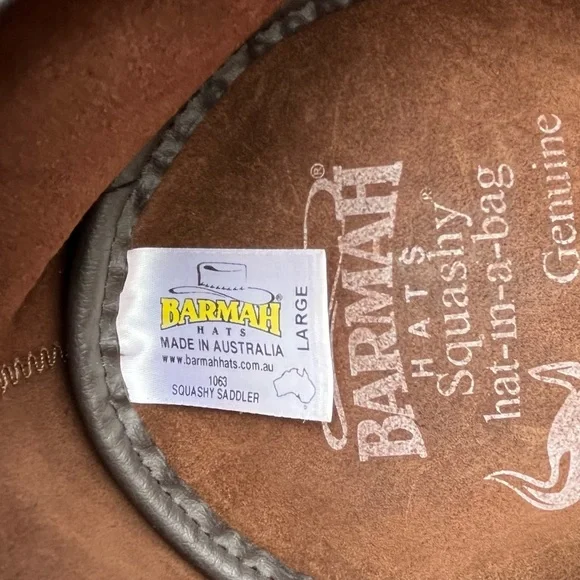 BARMAH®
HATS
MADE IN AUSTRALIA
www.barmahhats.com.au
1063
SQUASHY SADDLER
LARGE
BARMAH®
HATS
Squashy®
hat-in-a-bag
Genuine